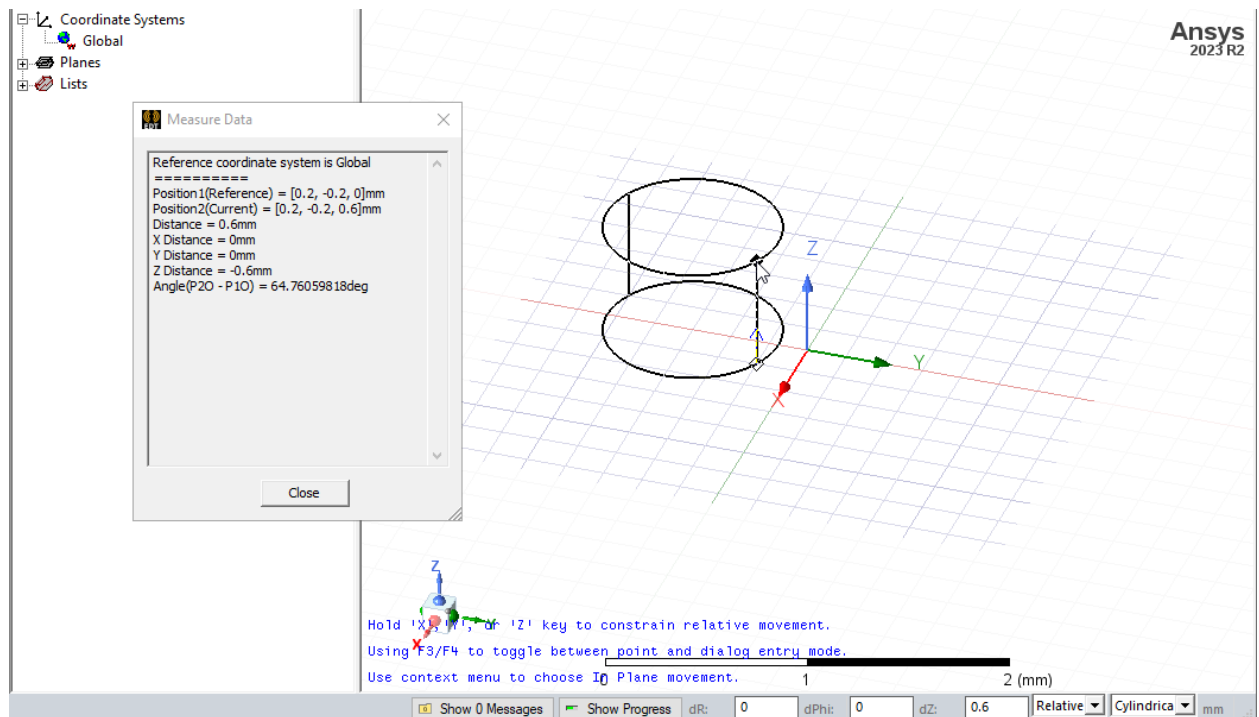 Coordinate Systems
Global
Planes
Lists
Ansys
2023 R2
Measure Data
Reference coordinate system is Global
==========
Position1(Reference) = [0.2, -0.2, 0]mm
Position2(Current) = [0.2, -0.2, 0.6]mm
Distance = 0.6mm
X Distance = 0mm
Y Distance = 0mm
Z Distance = -0.6mm
Angle(P2O - P1O) = 64.76059818deg
Close
Z
Y
X
Z
Y
X
Hold 'X', 'Y', or 'Z' key to constrain relative movement.
Using F3/F4 to toggle between point and dialog entry mode.
Use context menu to choose In Plane movement.
0 1 2 (mm)
Show 0 Messages Show Progress dR: 0 dPhi: 0 dZ: 0.6 Relative Cylindrica mm